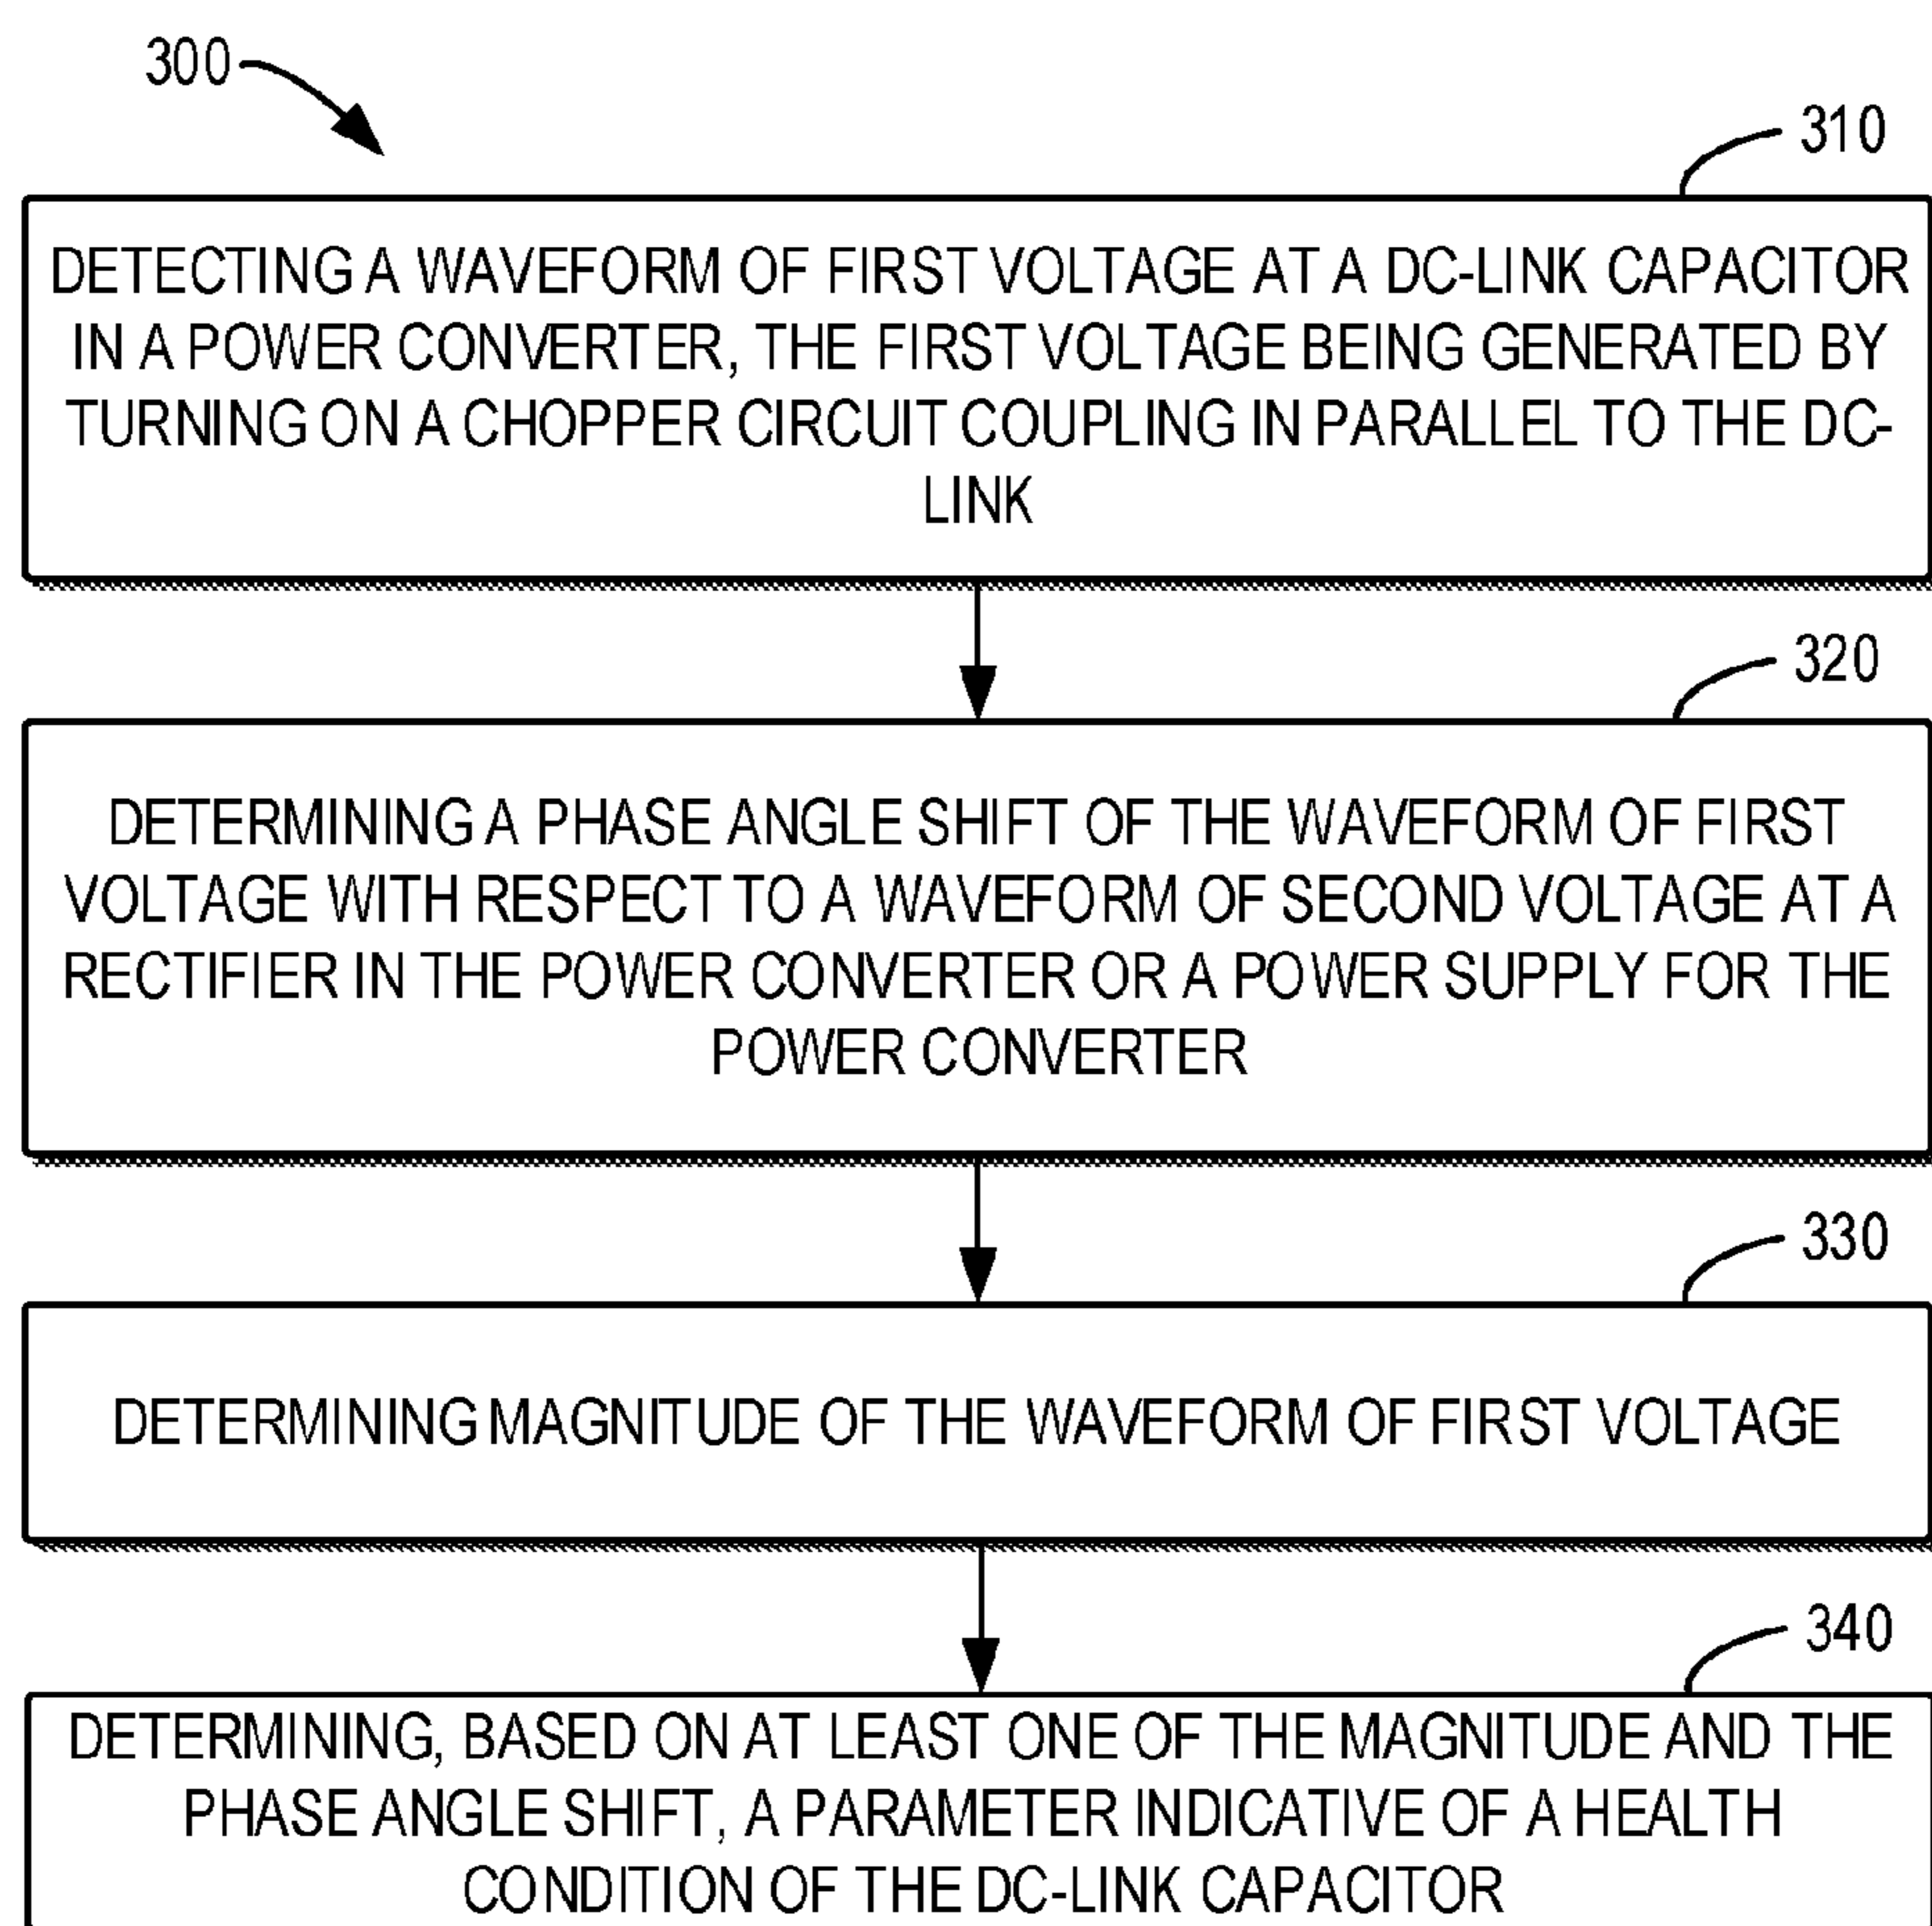 300
310
DETECTING A WAVEFORM OF FIRST VOLTAGE AT A DC-LINK CAPACITOR
IN A POWER CONVERTER, THE FIRST VOLTAGE BEING GENERATED BY
TURNING ON A CHOPPER CIRCUIT COUPLING IN PARALLEL TO THE DC-
LINK
320
DETERMINING A PHASE ANGLE SHIFT OF THE WAVEFORM OF FIRST
VOLTAGE WITH RESPECT TO A WAVEFORM OF SECOND VOLTAGE AT A
RECTIFIER IN THE POWER CONVERTER OR A POWER SUPPLY FOR THE
POWER CONVERTER
330
DETERMINING MAGNITUDE OF THE WAVEFORM OF FIRST VOLTAGE
340
DETERMINING, BASED ON AT LEAST ONE OF THE MAGNITUDE AND THE
PHASE ANGLE SHIFT, A PARAMETER INDICATIVE OF A HEALTH
CONDITION OF THE DC-LINK CAPACITOR